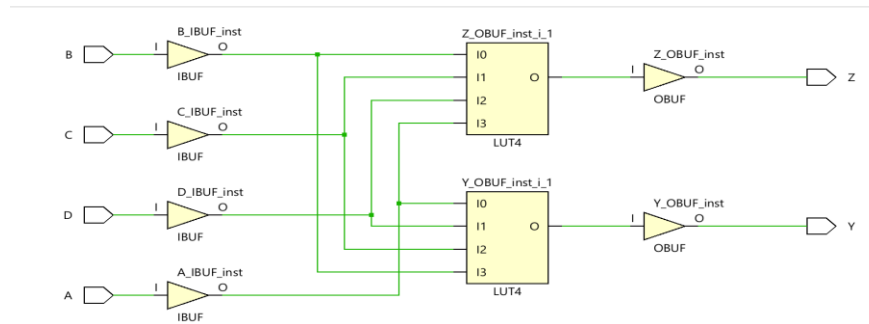 B_IBUF_inst
B
I
O
IBUF
C_IBUF_inst
C
I
O
IBUF
D_IBUF_inst
D
I
O
IBUF
A_IBUF_inst
A
I
O
IBUF
Z_OBUF_inst_i_1
I0
I1
O
I2
I3
LUT4
Y_OBUF_inst_i_1
I0
I1
O
I2
I3
LUT4
Z_OBUF_inst
I
O
Z
OBUF
Y_OBUF_inst
I
O
Y
OBUF